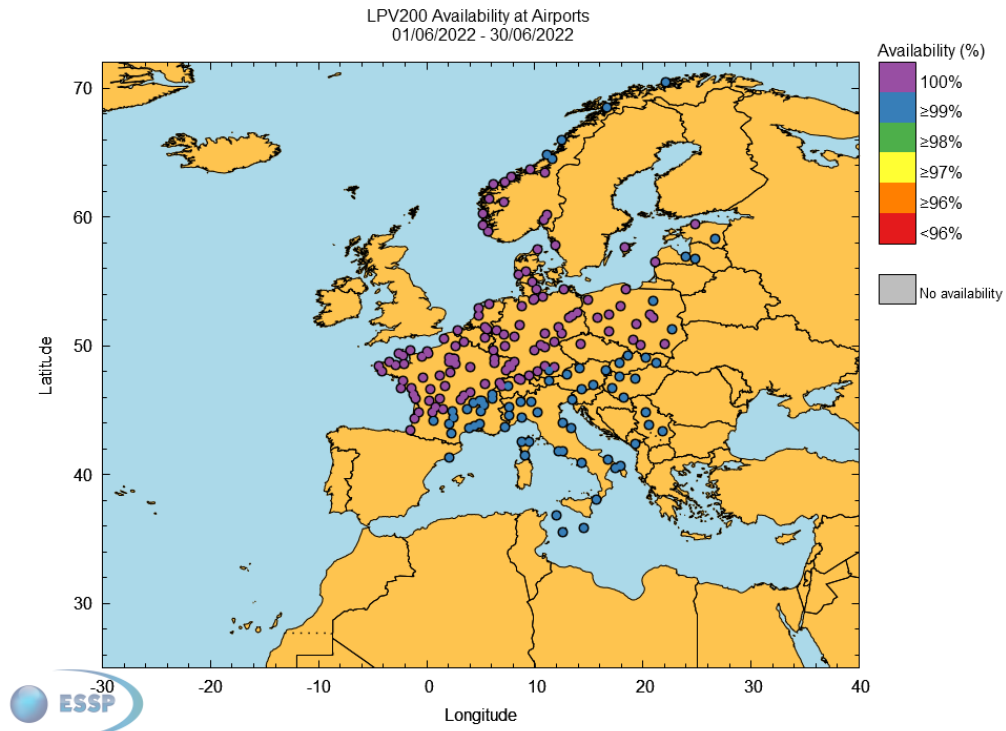 LPV200 Availability at Airports
01/06/2022 - 30/06/2022
Availability (%)
100%
≥99%
≥98%
≥97%
≥96%
<96%
No availability
Latitude
70
60
50
40
30
-30
-20
-10
0
10
20
30
40
Longitude
ESSP